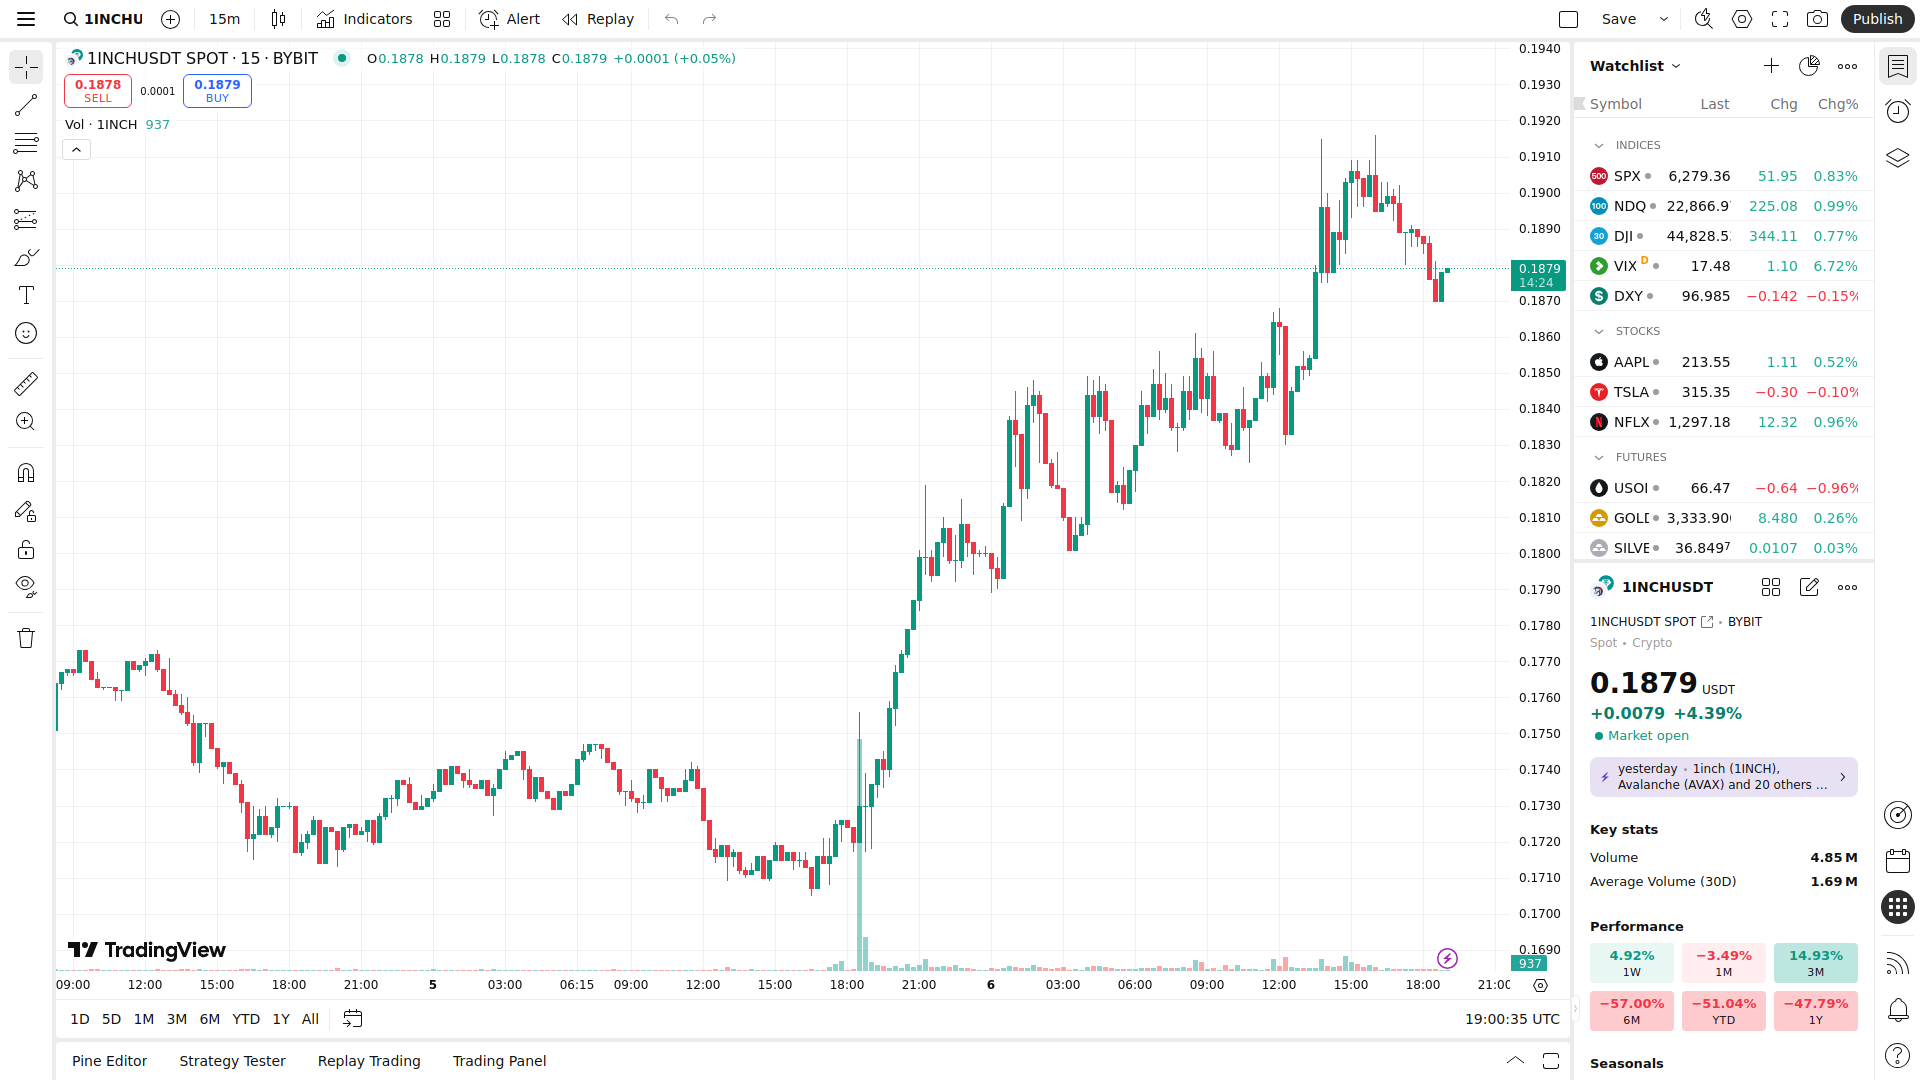 1INCHU
15m
Indicators
Alert
Replay
Save
Publish
1INCHUSDT SPOT · 15 · BYBIT
O0.1878 H0.1879 L0.1878 C0.1879 +0.0001 (+0.05%)
0.1878
SELL
0.0001
0.1879
BUY
Vol · 1INCH 937
0.1940
0.1930
0.1920
0.1910
0.1900
0.1890
0.1879
14:24
0.1870
0.1860
0.1850
0.1840
0.1830
0.1820
0.1810
0.1800
0.1790
0.1780
0.1770
0.1760
0.1750
0.1740
0.1730
0.1720
0.1710
0.1700
0.1690
937
TradingView
09:00 12:00 15:00 18:00 21:00 5 03:00 06:15 09:00 12:00 15:00 18:00 21:00 6 03:00 06:00 09:00 12:00 15:00 18:00 21:00
1D 5D 1M 3M 6M YTD 1Y All
19:00:35 UTC
Pine Editor Strategy Tester Replay Trading Trading Panel
Watchlist
Symbol Last Chg Chg%
INDICES
500 SPX 6,279.36 51.95 0.83%
100 NDQ 22,866.9 225.08 0.99%
30 DJI 44,828.5 344.11 0.77%
VIX D 17.48 1.10 6.72%
DXY 96.985 −0.142 −0.15%
STOCKS
AAPL 213.55 1.11 0.52%
TSLA 315.35 −0.30 −0.10%
NFLX 1,297.18 12.32 0.96%
FUTURES
USOI 66.47 −0.64 −0.96%
GOL 3,333.90 8.480 0.26%
SILVE 36.849⁷ 0.0107 0.03%
1INCHUSDT
1INCHUSDT SPOT • BYBIT
Spot • Crypto
0.1879 USDT
+0.0079 +4.39%
Market open
yesterday • 1inch (1INCH),
Avalanche (AVAX) and 20 others ...
Key stats
Volume 4.85 M
Average Volume (30D) 1.69 M
Performance
4.92% −3.49% 14.93%
1W 1M 3M
−57.00% −51.04% −47.79%
6M YTD 1Y
Seasonals